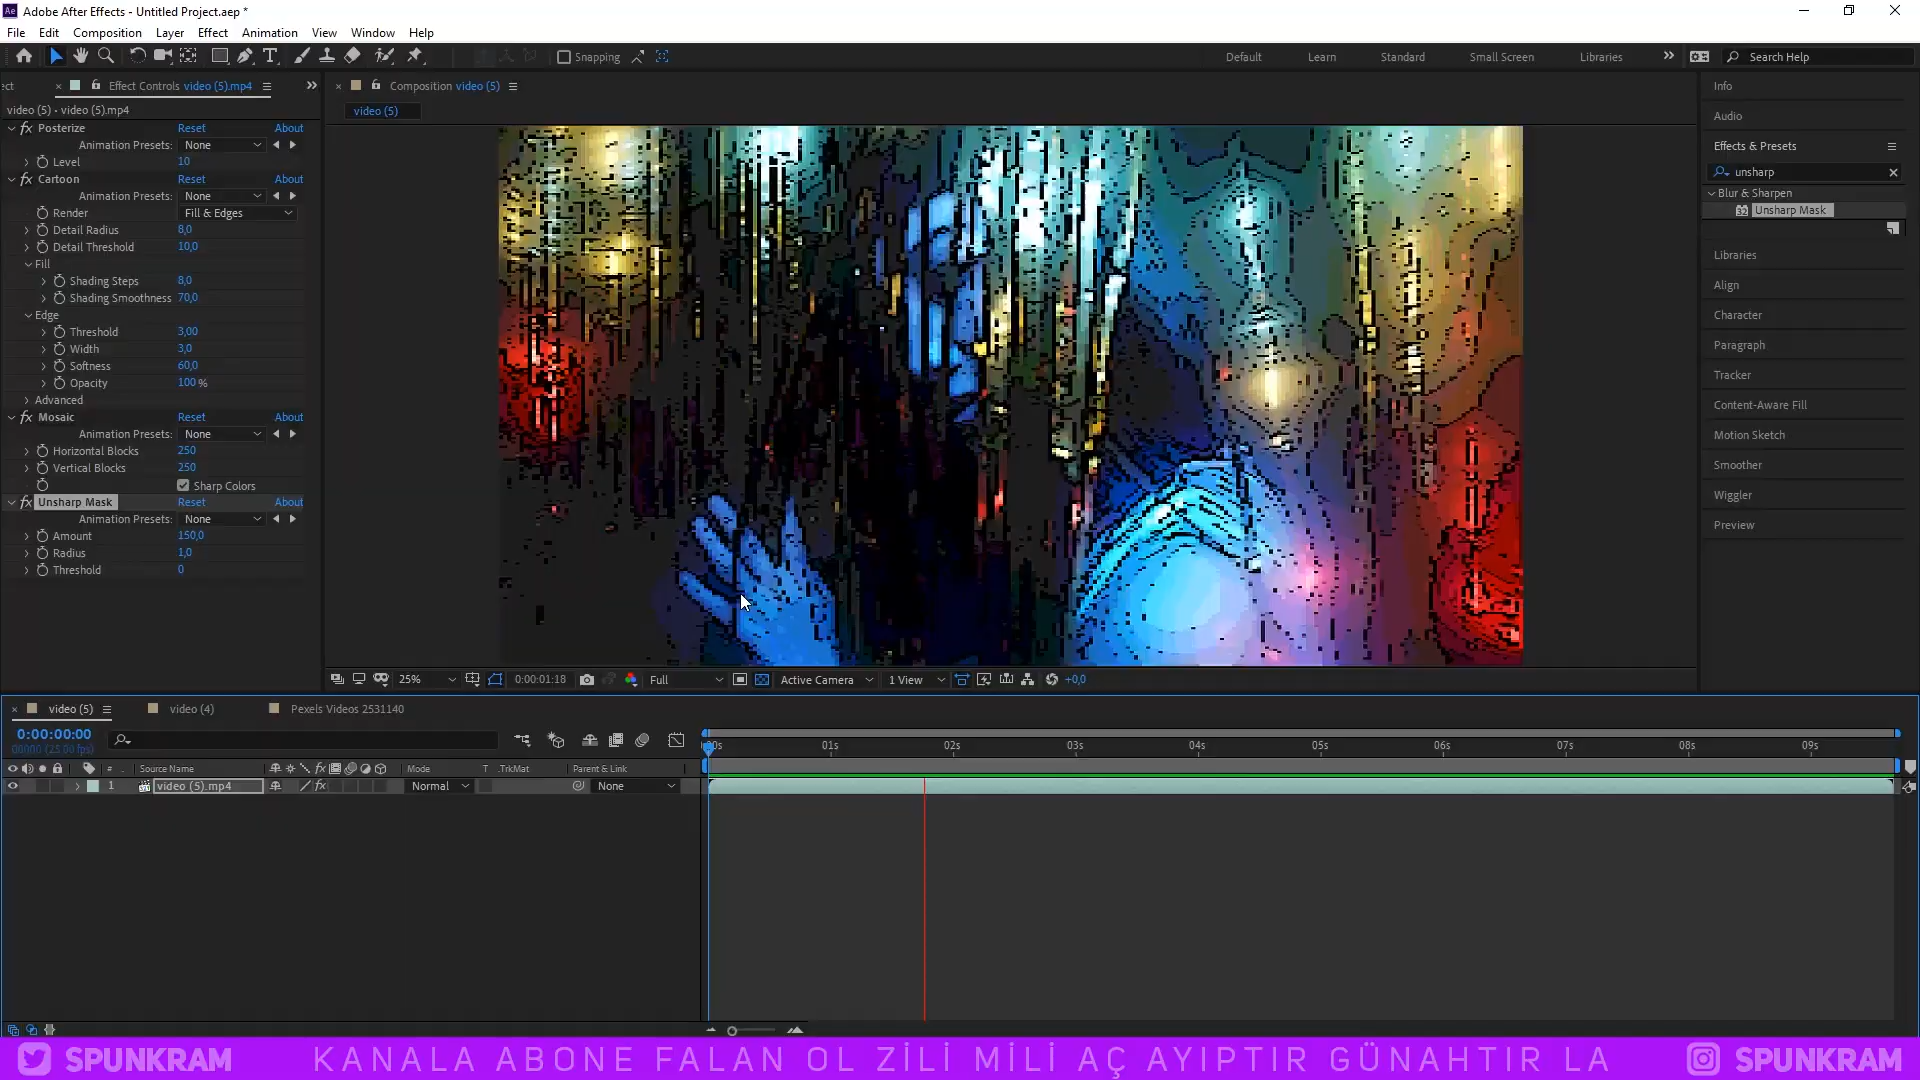 Adobe After Effects - Untitled Project.aep *
File Edit Composition Layer Effect Animation View Window Help
Snapping Default Learn Standard Small Screen Libraries Search Help
ect Effect Controls video (5).mp4
video (5) - video (5).mp4
Posterize Reset About
Animation Presets: None
Level 10
Cartoon Reset About
Animation Presets: None
Render Fill & Edges
Detail Radius 8,0
Detail Threshold 10,0
Fill
Shading Steps 8,0
Shading Smoothness 70,0
Edge
Threshold 3,00
Width 3,0
Softness 60,0
Opacity 100 %
Advanced
Mosaic Reset About
Animation Presets: None
Horizontal Blocks 250
Vertical Blocks 250
Sharp Colors
Unsharp Mask Reset About
Animation Presets: None
Amount 150,0
Radius 1,0
Threshold 0
Composition video (5)
video (5)
25% 0:00:01:18 Full Active Camera 1 View +0,0
Info
Audio
Effects & Presets
unsharp
Blur & Sharpen
32 Unsharp Mask
Libraries
Align
Character
Paragraph
Tracker
Content-Aware Fill
Motion Sketch
Smoother
Wiggler
Preview
video (5) video (4) Pexels Videos 2531140
0:00:00:00
00000 (25.00 fps)
01s 02s 03s 04s 05s 06s 07s 08s 09s
# Source Name Mode T .TrkMat Parent & Link
1 video (5).mp4 Normal None
SPUNKRAM KANALA ABONE FALAN OL ZİLİ MİLİ AÇ AYIPTIR GÜNAHTIR LA SPUNKRAM